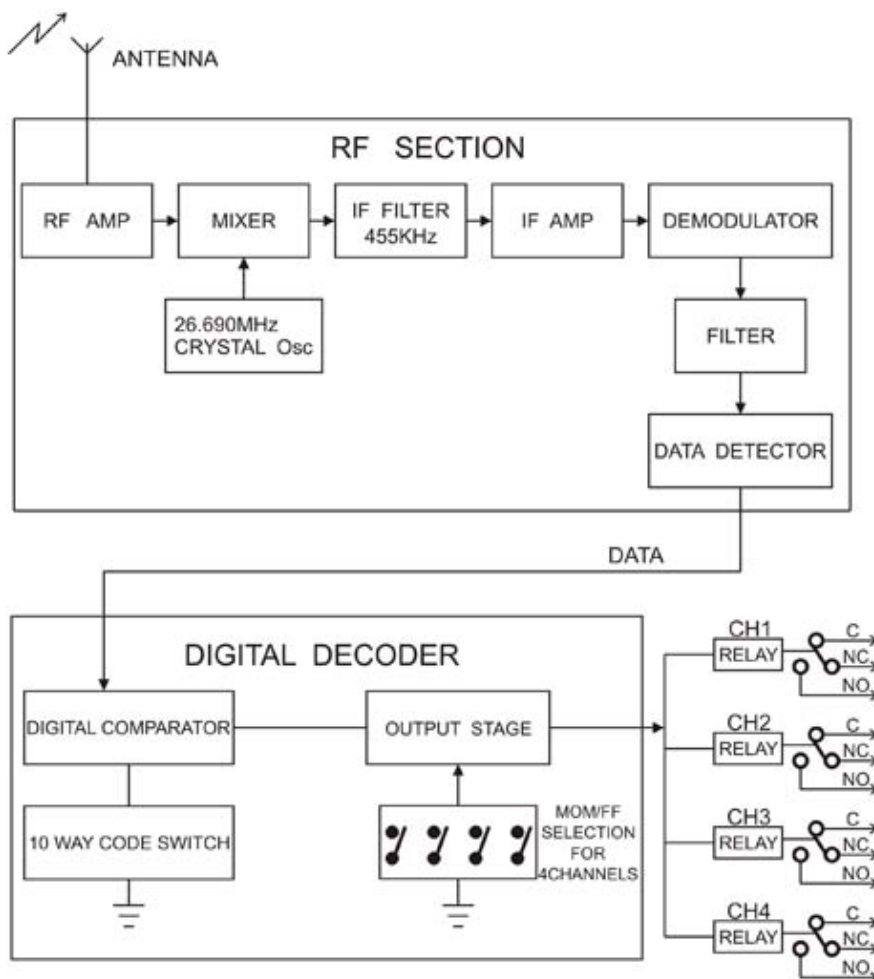 ANTENNA
RF SECTION
RF AMP
MIXER
IF FILTER
455KHz
IF AMP
DEMODULATOR
26.690MHz
CRYSTAL Osc
FILTER
DATA DETECTOR
DATA
DIGITAL DECODER
DIGITAL COMPARATOR
OUTPUT STAGE
10 WAY CODE SWITCH
MOM/FF
SELECTION
FOR
4CHANNELS
CH1
RELAY
C
NC
NO
CH2
RELAY
C
NC
NO
CH3
RELAY
C
NC
NO
CH4
RELAY
C
NC
NO